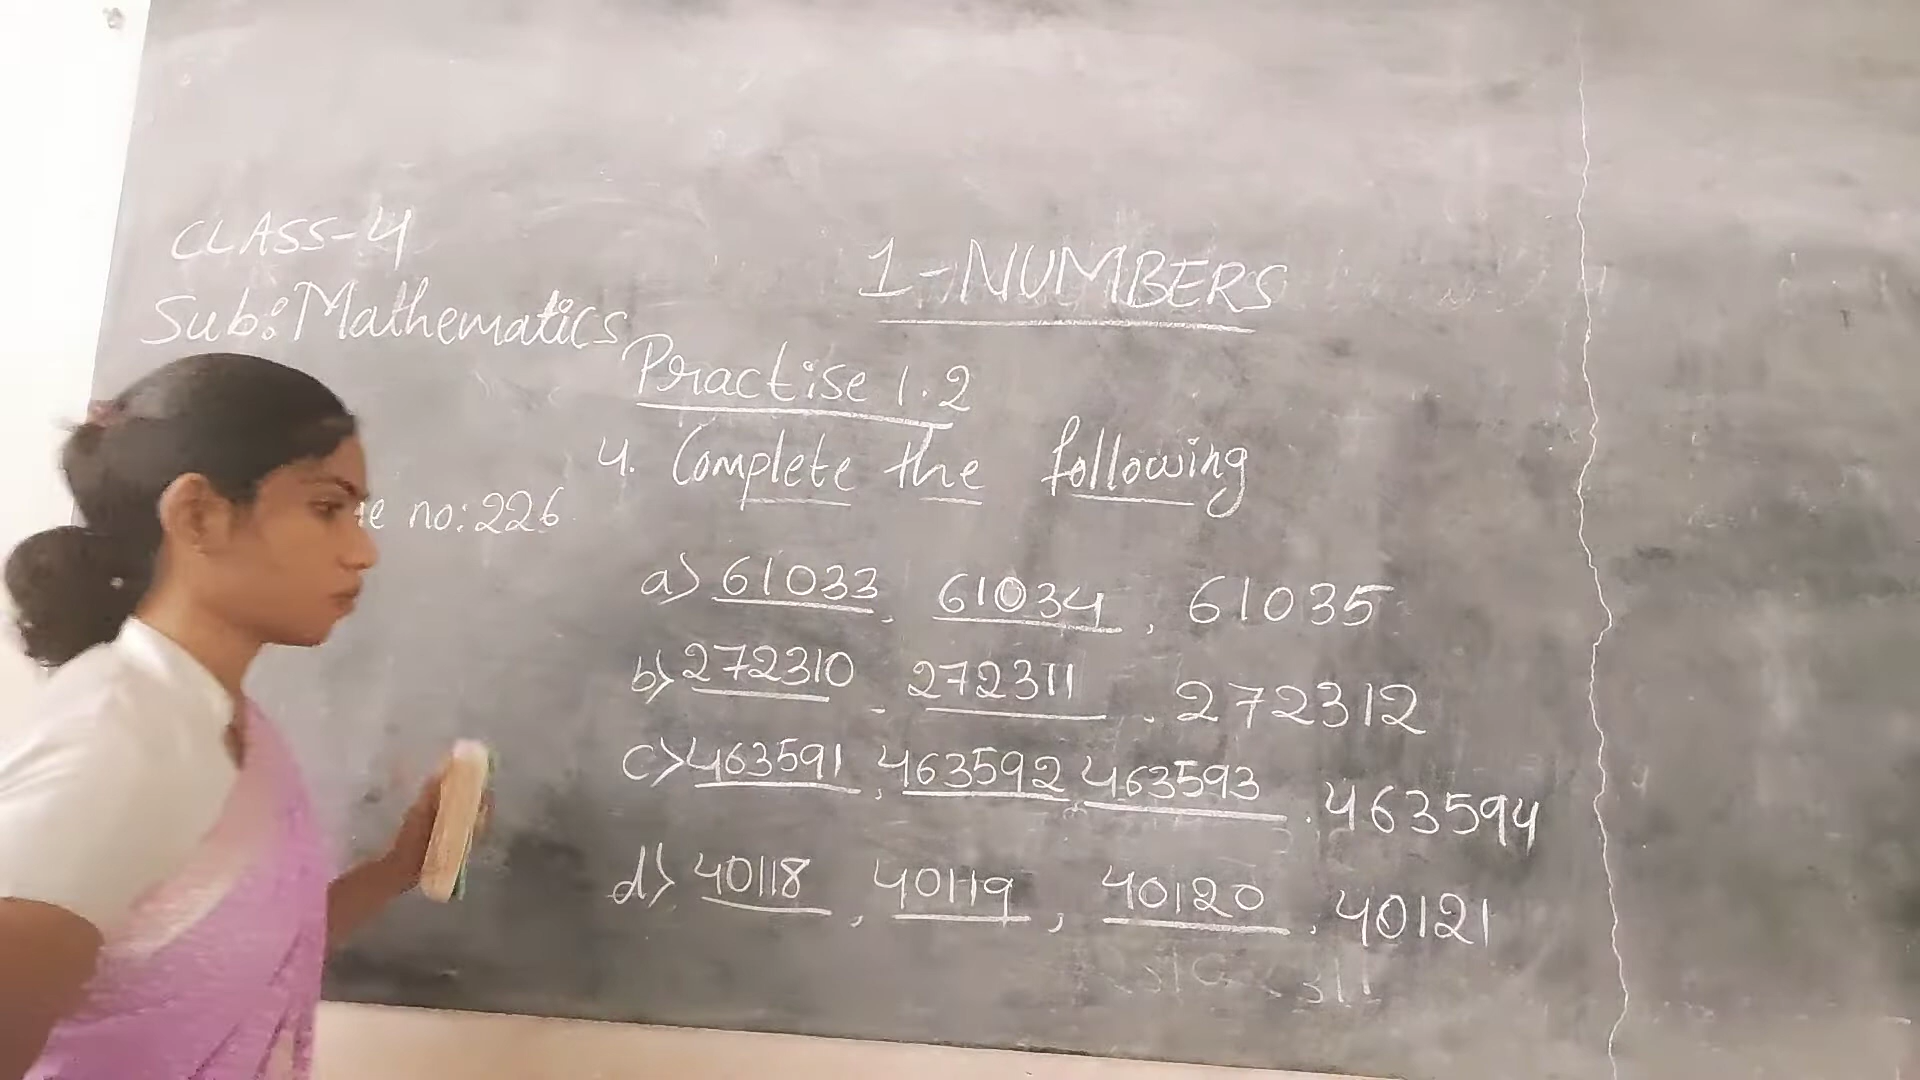 CLASS-4
Sub: Mathematics
1-NUMBERS
Practise 1.2
4. Complete the following
no: 226
a) 61033, 61034, 61035
b) 272310, 272311, 272312
c) 463591, 463592, 463593, 463594
d) 40118, 40119, 40120, 40121